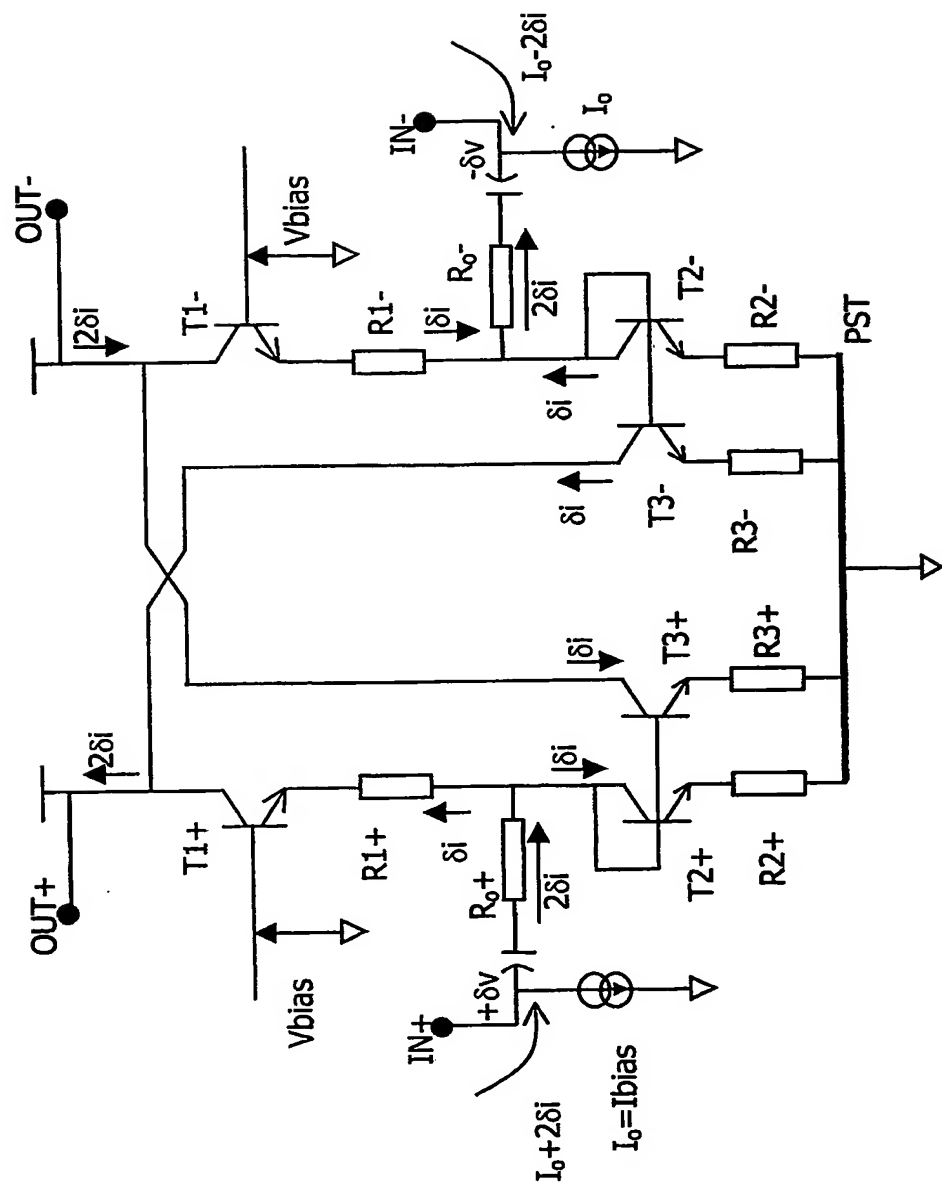 OUT+
OUT-
2δi
2δi
T1+
T1-
Vbias
Vbias
R1+
R1-
δi
δi
IN+
IN-
+δv
-δv
R₀+
R₀-
2δi
2δi
I₀+2δi
I₀-2δi
δi
δi
δi
δi
I₀=Ibias
I₀
T2+
T3+
T3-
T2-
R2+
R3+
R3-
R2-
PST